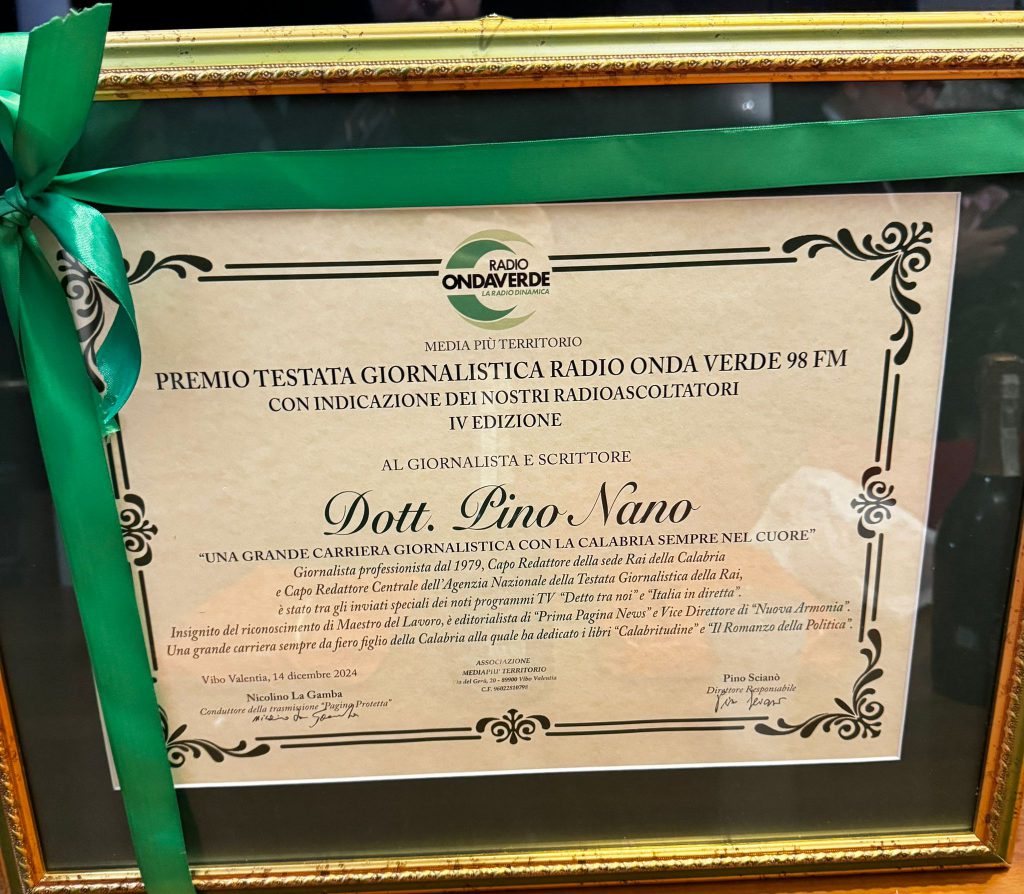 RADIO
ONDAVERDE
LA RADIO DINAMICA
MEDIA PIÙ TERRITORIO
PREMIO TESTATA GIORNALISTICA RADIO ONDA VERDE 98 FM
CON INDICAZIONE DEI NOSTRI RADIOASCOLTATORI
IV EDIZIONE
AL GIORNALISTA E SCRITTORE
Dott. Pino Nano
“UNA GRANDE CARRIERA GIORNALISTICA CON LA CALABRIA SEMPRE NEL CUORE”
Giornalista professionista dal 1979, Capo Redattore della sede Rai della Calabria
e Capo Redattore Centrale dell'Agenzia Nazionale della Testata Giornalistica della Rai,
è stato tra gli inviati speciali dei noti programmi TV “Detto tra noi” e “Italia in diretta”.
Insignito del riconoscimento di Maestro del Lavoro, è editorialista di “Prima Pagina News” e Vice Direttore di “Nuova Armonia”.
Una grande carriera sempre da fiero figlio della Calabria alla quale ha dedicato i libri “Calabritudine” e “Il Romanzo della Politica”.
Vibo Valentia, 14 dicembre 2024
Nicolino La Gamba
Conduttore della trasmissione “Pagina Protetta”
Nicolino La Gamba
ASSOCIAZIONE
MEDIAPIU' TERRITORIO
20 - 89900 Vibo Valentia
C.F. 96022810798
Pino Scianò
Direttore Responsabile